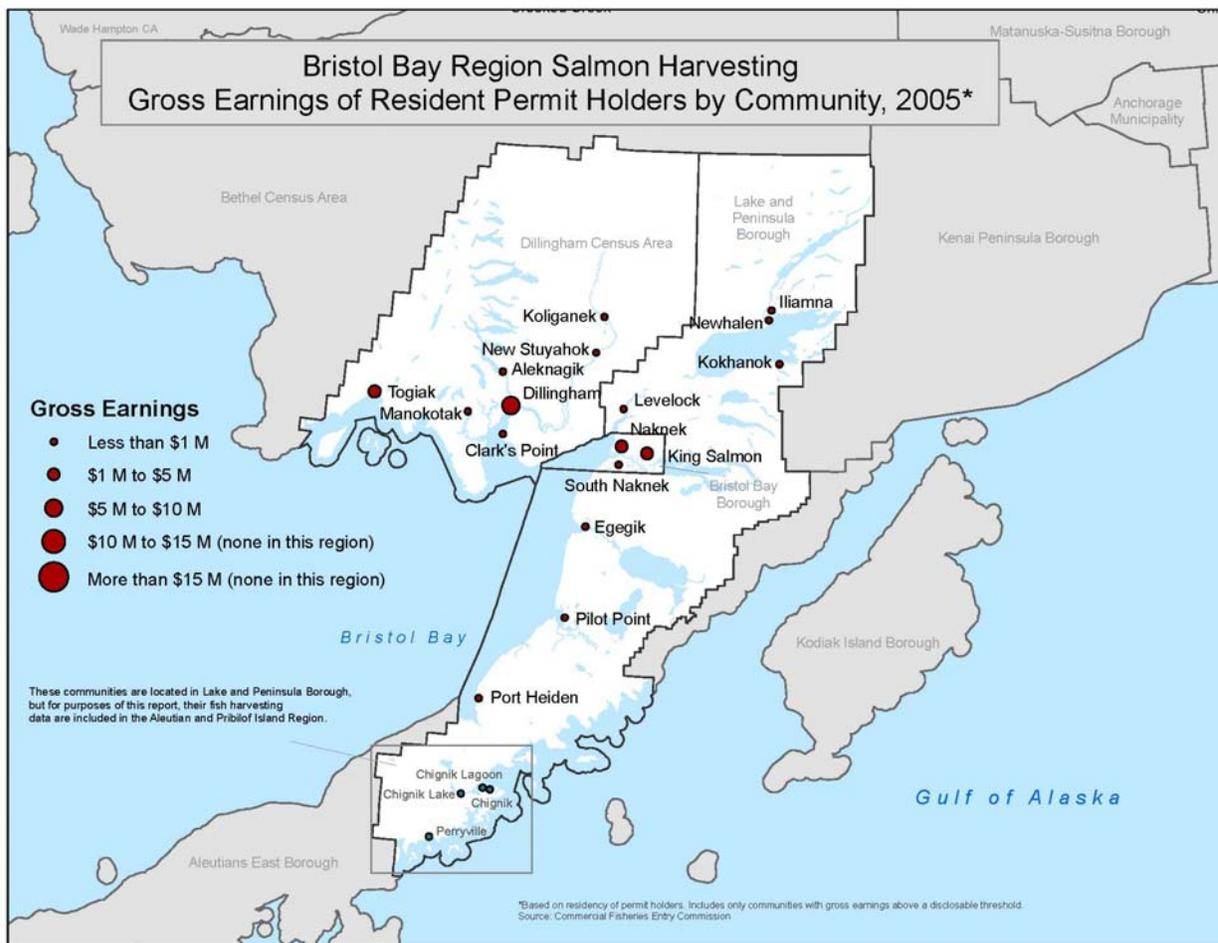 Wade Hampton CA
Matanuska-Susitna Borough
Bristol Bay Region Salmon Harvesting
Gross Earnings of Resident Permit Holders by Community, 2005*
Anchorage
Municipality
Bethel Census Area
Lake and
Peninsula
Borough
Dillingham Census Area
Kenai Peninsula Borough
Iliamna
Koliganek
Newhalen
New Stuyahok
Kokhanok
Aleknagik
Togiak
Dillingham
Levelock
Manokotak
Naknek
Clark's Point
King Salmon
South Naknek
Bristol Bay
Borough
Egegik
Gross Earnings
Less than $1 M
$1 M to $5 M
$5 M to $10 M
$10 M to $15 M (none in this region)
More than $15 M (none in this region)
Pilot Point
Bristol Bay
Kodiak Island Borough
These communities are located in Lake and Peninsula Borough,
but for purposes of this report, their fish harvesting
data are included in the Aleutian and Pribilof Island Region.
Port Heiden
Chignik Lagoon
Chignik Lake
Chignik
Perryville
Gulf of Alaska
Aleutians East Borough
*Based on residency of permit holders. Includes only communities with gross earnings above a disclosable threshold.
Source: Commercial Fisheries Entry Commission